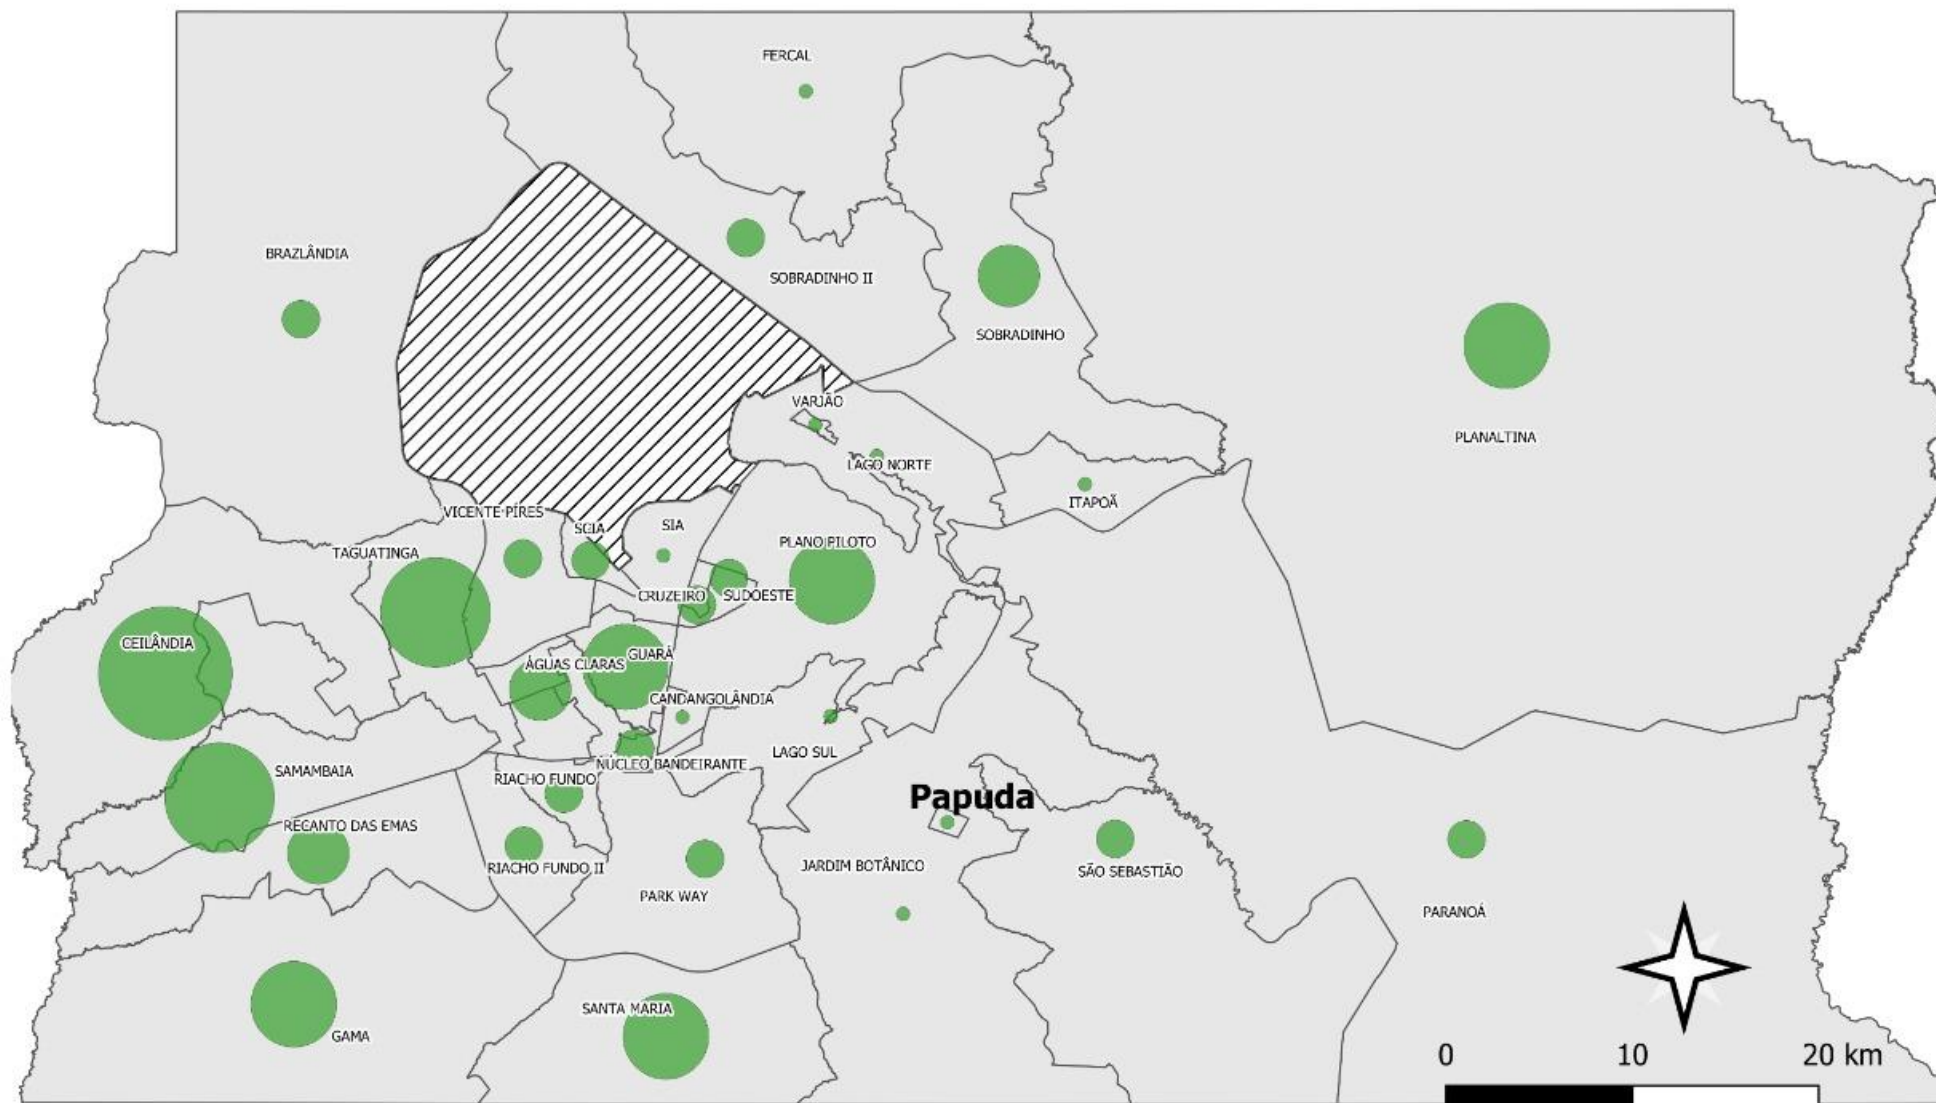 FERCAL
BRAZLÂNDIA
SOBRADINHO II
SOBRADINHO
VARJÃO
PLANALTINA
LAGO NORTE
ITAPOÃ
VICENTE PIRES
SCIA
SIA
PLANO PILOTO
TAGUATINGA
CRUZEIRO
SUDOESTE
CEILÂNDIA
ÁGUAS CLARAS
GUARÁ
CANDANGOLÂNDIA
LAGO SUL
NÚCLEO BANDEIRANTE
SAMAMBAIA
RIACHO FUNDO
Papuda
RECANTO DAS EMAS
RIACHO FUNDO II
JARDIM BOTÂNICO
SÃO SEBASTIÃO
PARK WAY
PARANOÁ
SANTA MARIA
GAMA
0 10 20 km